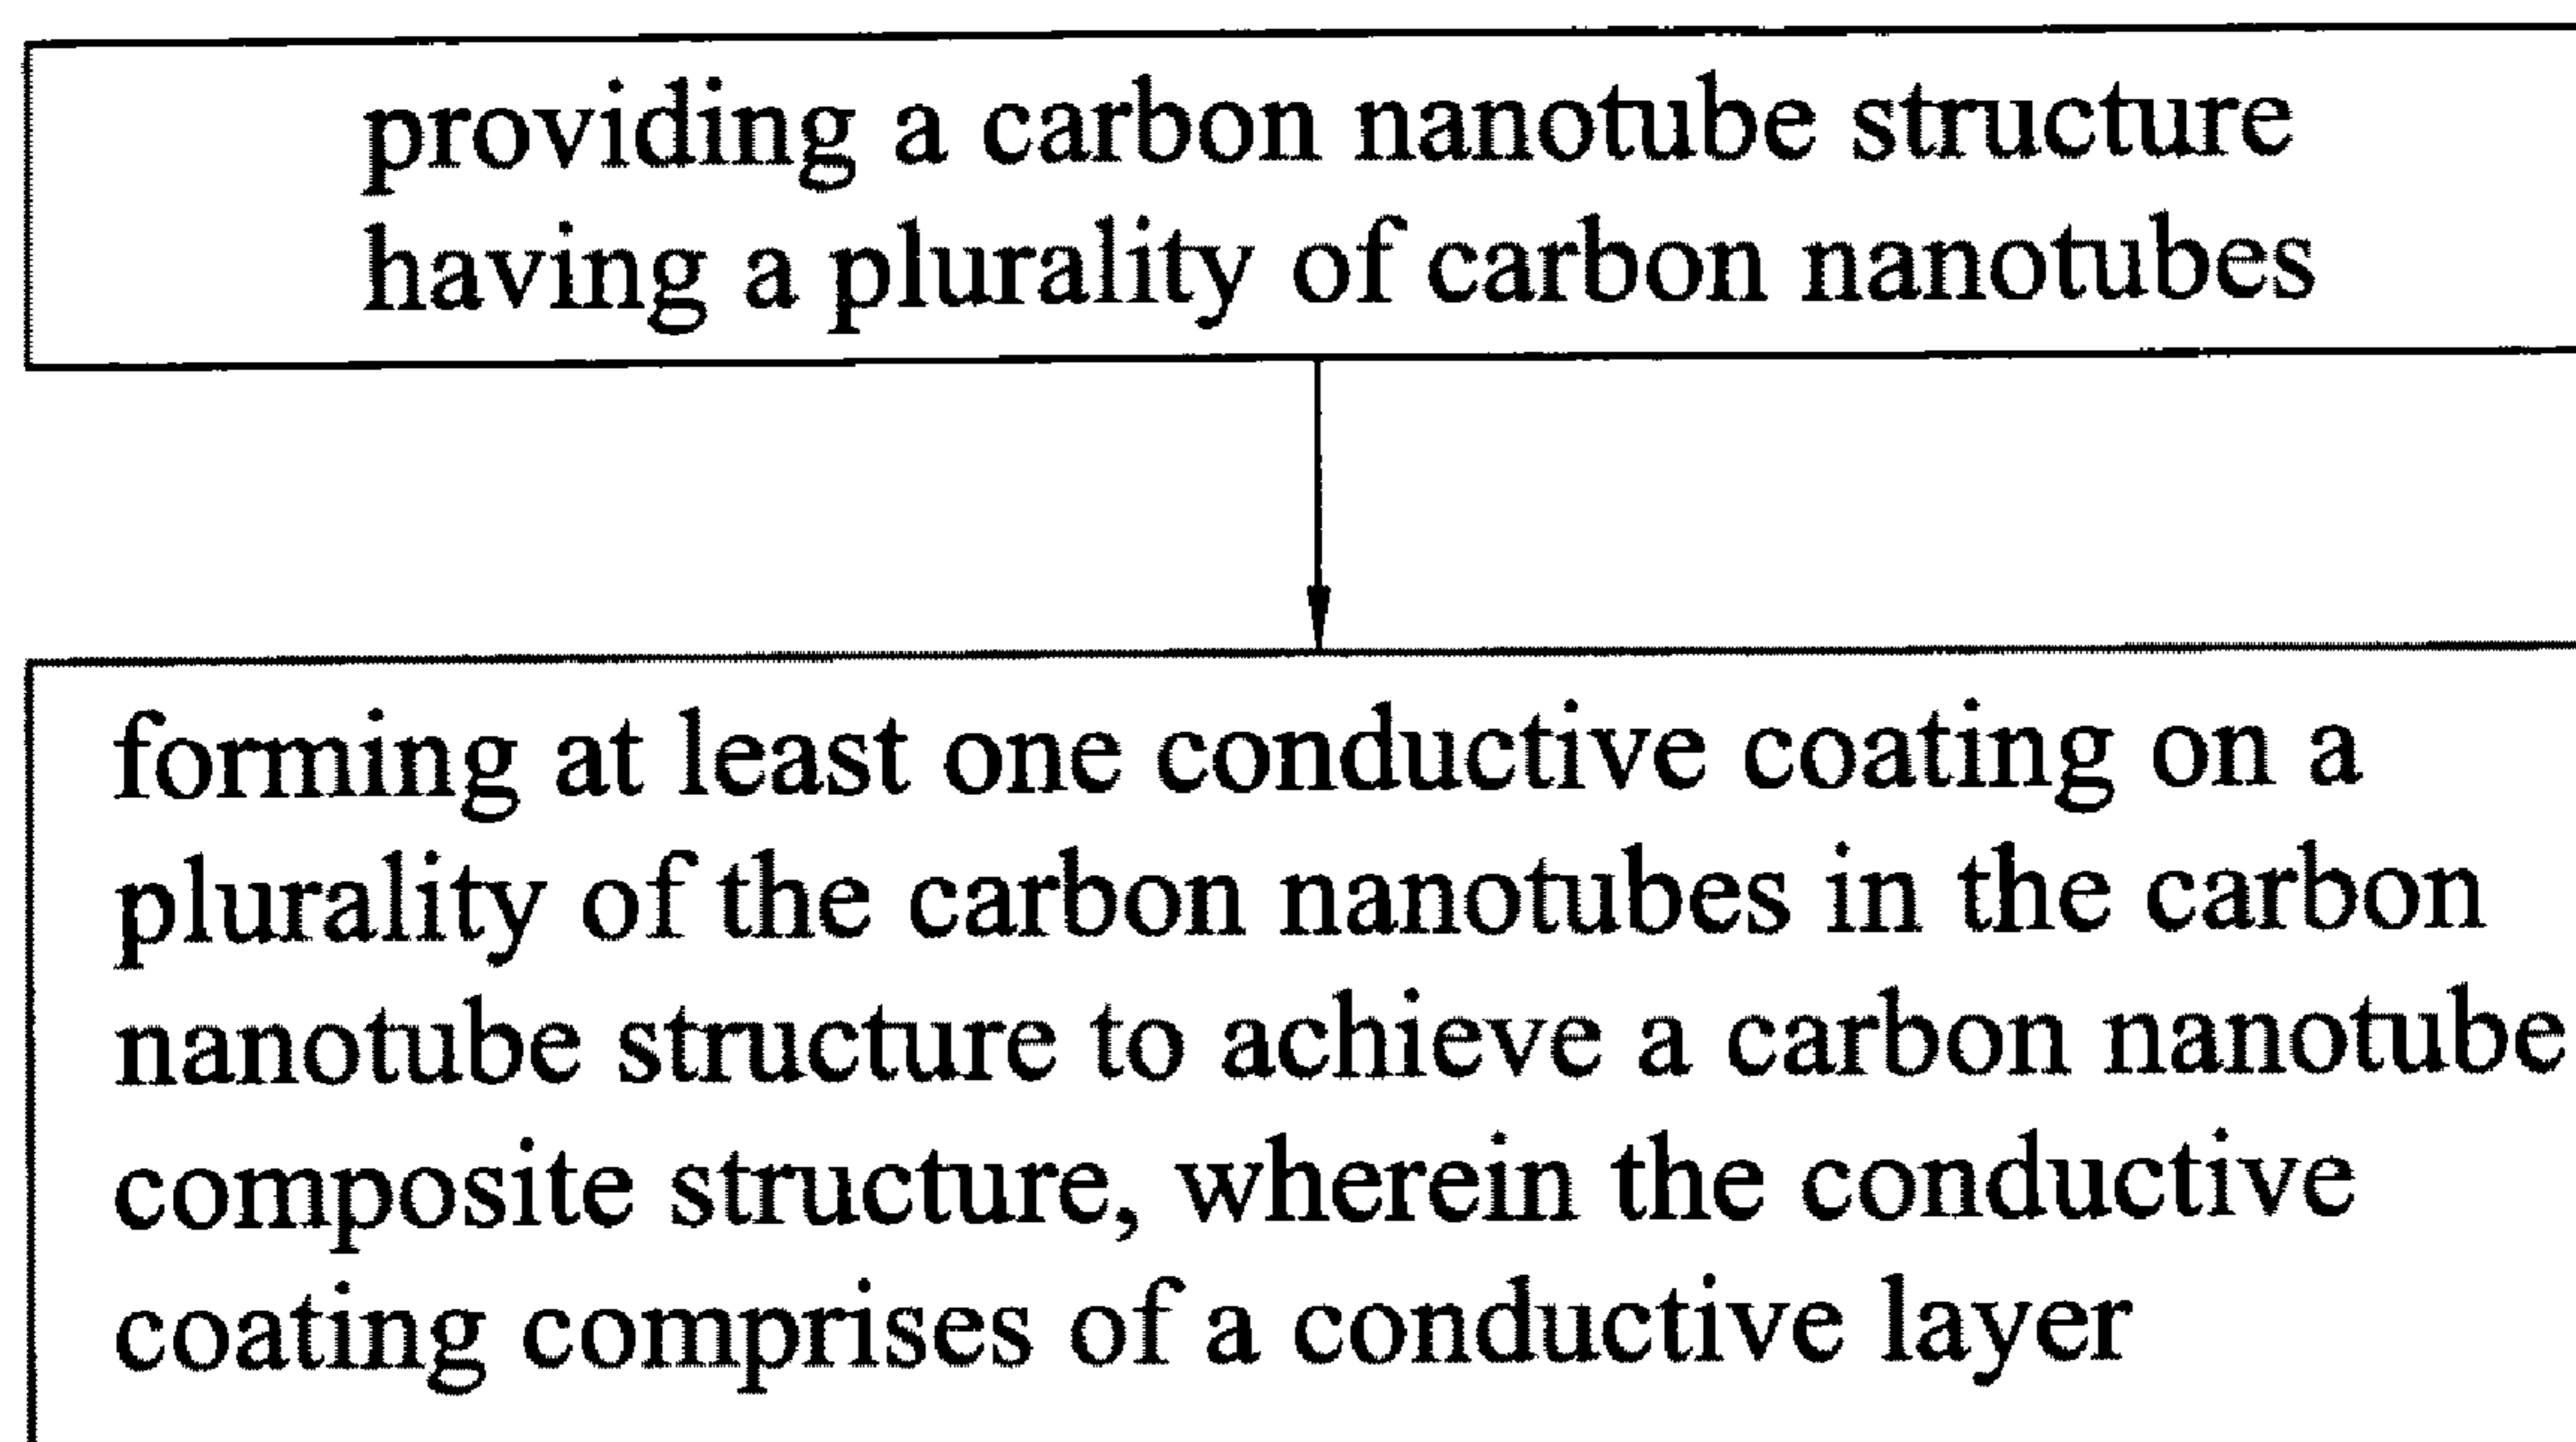 providing a carbon nanotube structure
having a plurality of carbon nanotubes
forming at least one conductive coating on a
plurality of the carbon nanotubes in the carbon
nanotube structure to achieve a carbon nanotube
composite structure, wherein the conductive
coating comprises of a conductive layer